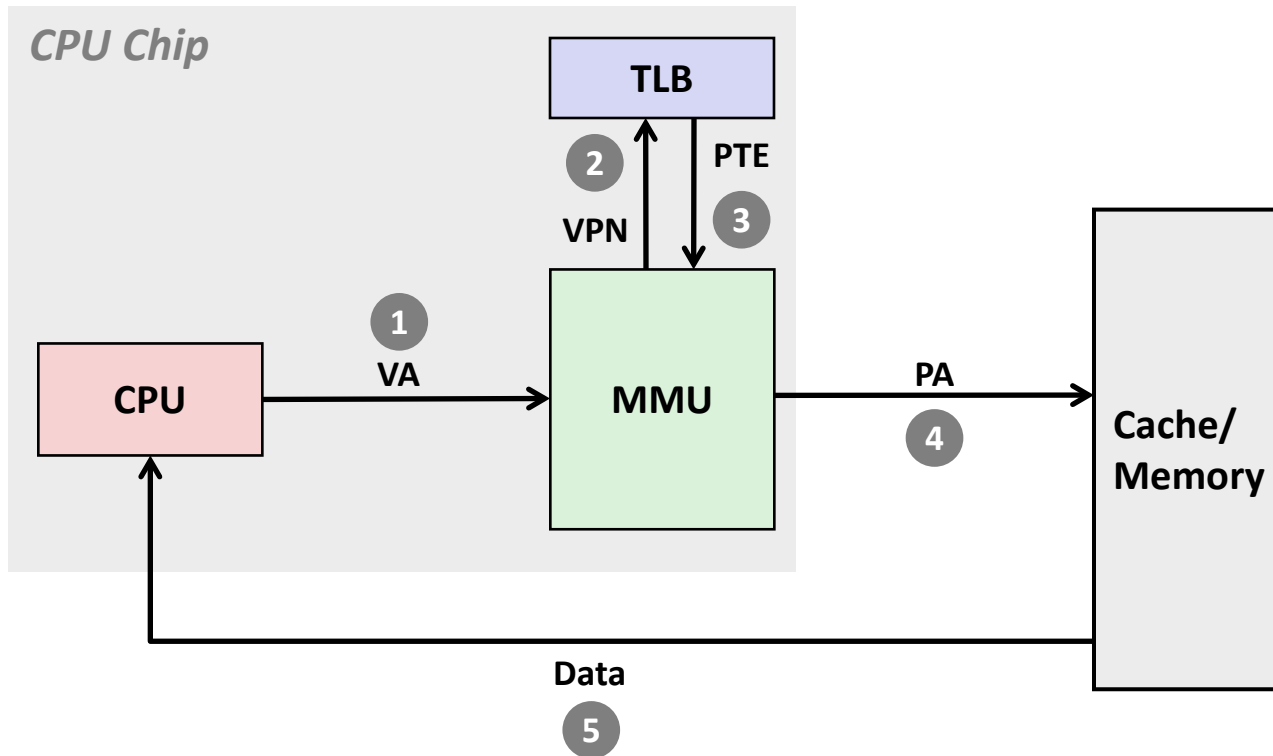 CPU Chip
TLB
2
PTE
VPN
3
1
VA
CPU
MMU
PA
4
Cache/
Memory
Data
5